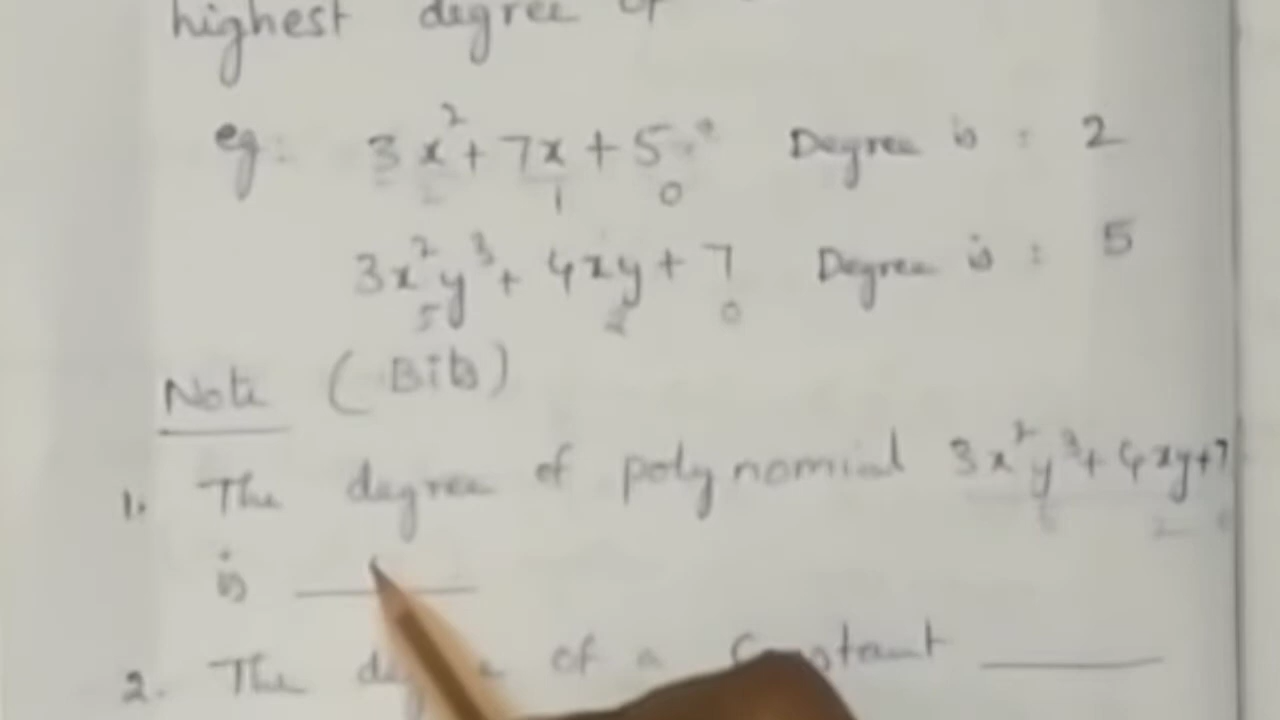 highest degree of
eg: 3x² + 7x + 5 Degree is : 2
1 0
3x²y³ + 4xy + 7 Degree is : 5
5 2 0
Note (Bits)
1. The degree of polynomial 3x²y³ + 4xy + 7
is ______
2. The of a Constant ______